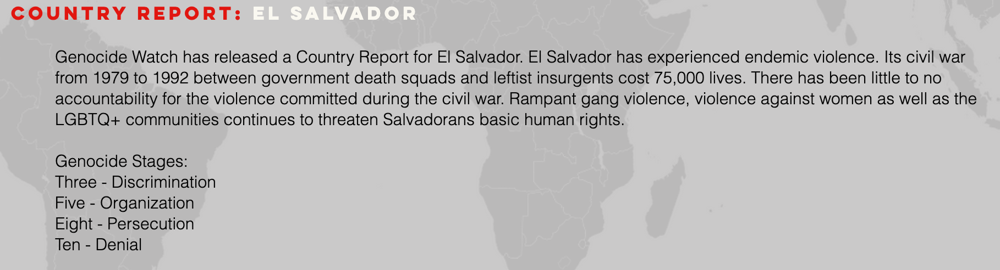 COUNTRY REPORT: EL SALVADOR
Genocide Watch has released a Country Report for El Salvador. El Salvador has experienced endemic violence. Its civil war
from 1979 to 1992 between government death squads and leftist insurgents cost 75,000 lives. There has been little to no
accountability for the violence committed during the civil war. Rampant gang violence, violence against women as well as the
LGBTQ+ communities continues to threaten Salvadorans basic human rights.
Genocide Stages:
Three - Discrimination
Five - Organization
Eight - Persecution
Ten - Denial